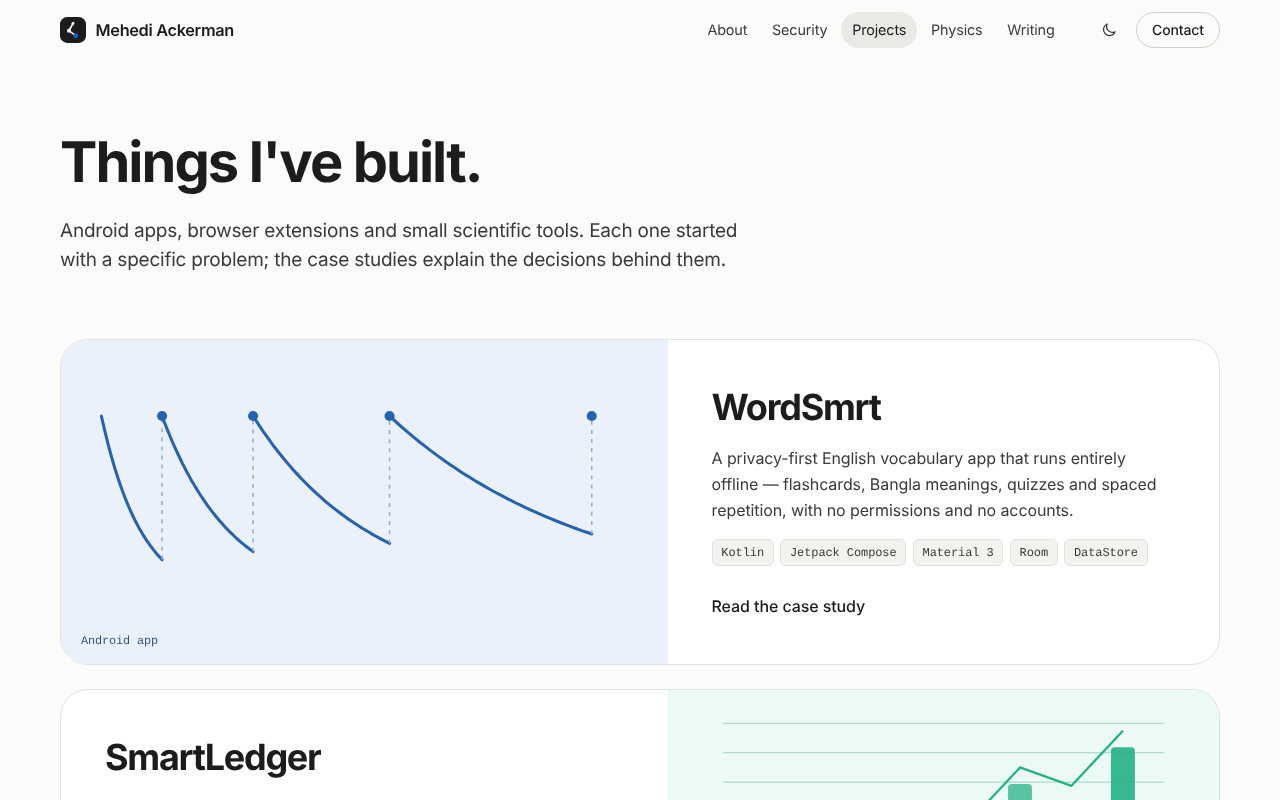 Mehedi Ackerman
About
Security
Projects
Physics
Writing
Contact
Things I've built.
Android apps, browser extensions and small scientific tools. Each one started
with a specific problem; the case studies explain the decisions behind them.
Android app
WordSmrt
A privacy-first English vocabulary app that runs entirely
offline — flashcards, Bangla meanings, quizzes and spaced
repetition, with no permissions and no accounts.
Kotlin
Jetpack Compose
Material 3
Room
DataStore
Read the case study
SmartLedger